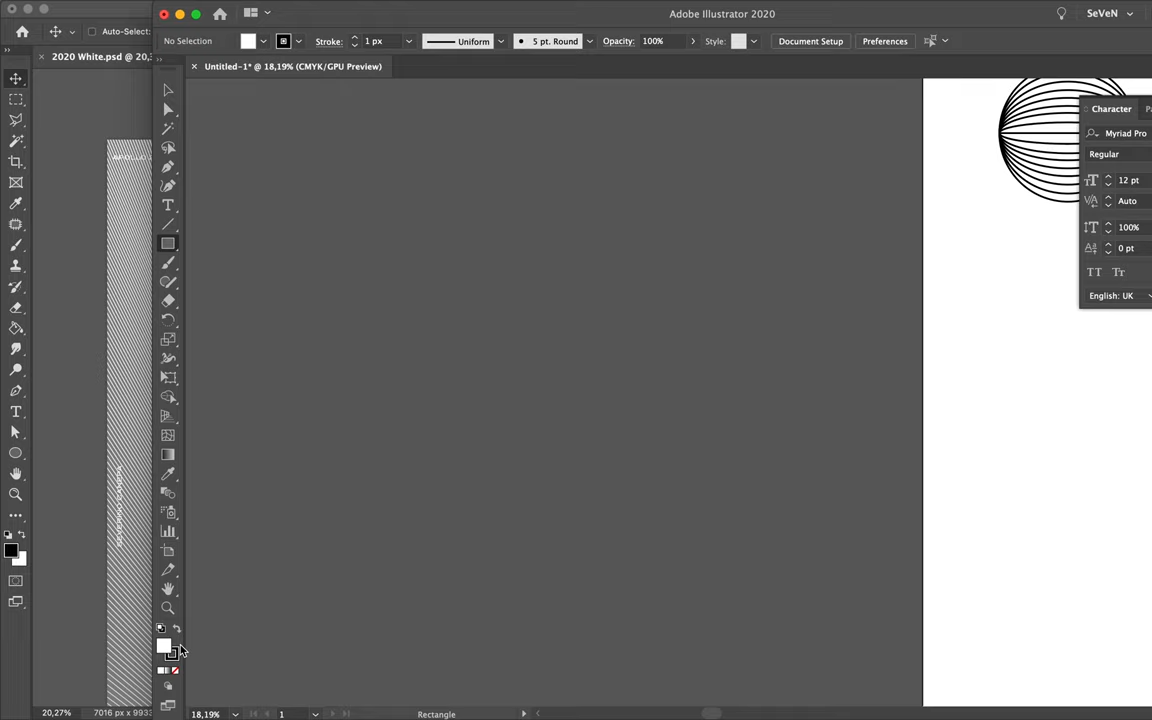 Adobe Illustrator 2020
SeVeN
Auto-Select:
No Selection
Stroke:
1 px
Uniform
5 pt. Round
Opacity:
100%
Style:
Document Setup
Preferences
2020 White.psd @ 20,
Untitled-1* @ 18,19% (CMYK/GPU Preview)
Character
Myriad Pro
Regular
12 pt
Auto
100%
0 pt
TT Tr
English: UK
SEVERINO CANEPA
20,27%
7016 px x 9933
18,19%
1
Rectangle